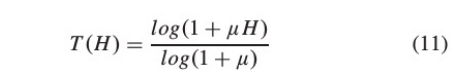 T(H) = log(1 + μH) / log(1 + μ) (11)